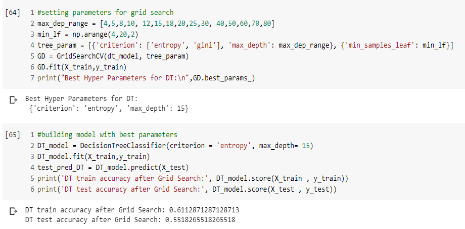 [64] 1 #setting parameters for grid search
2 max_dep_range = [4,5,8,10, 12,15,18,20,25,30, 40,50,60,70,80]
3 min_lf = np.arange(4,20,2)
4 tree_param = [{'criterion': ['entropy', 'gini'], 'max_depth': max_dep_range}, {'min_samples_leaf': min_lf}]
5 GD = GridSearchCV(dt_model, tree_param)
6 GD.fit(X_train,y_train)
7 print("Best Hyper Parameters for DT:\n",GD.best_params_)
Best Hyper Parameters for DT:
{'criterion': 'entropy', 'max_depth': 15}
[65] 1 #building model with best parameters
2 DT_model = DecisionTreeClassifier(criterion = 'entropy', max_depth= 15)
3 DT_model.fit(X_train,y_train)
4 test_pred_DT = DT_model.predict(X_test)
5 print('DT train accuracy after Grid Search:', DT_model.score(X_train , y_train))
6 print('DT test accuracy after Grid Search:', DT_model.score(X_test , y_test))
DT train accuracy after Grid Search: 0.6112871287128713
DT test accuracy after Grid Search: 0.5518265518265518